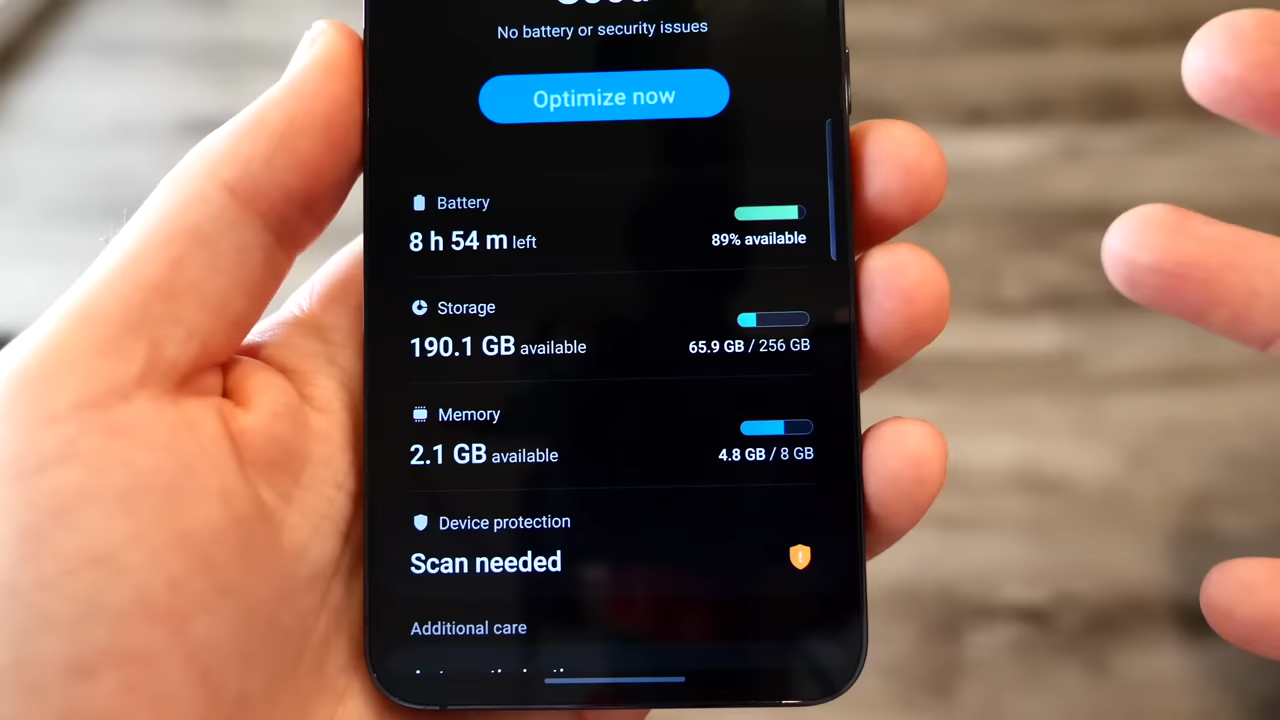 No battery or security issues
Optimize now
Battery
8 h 54 m left
89% available
Storage
190.1 GB available
65.9 GB / 256 GB
Memory
2.1 GB available
4.8 GB / 8 GB
Device protection
Scan needed
Additional care